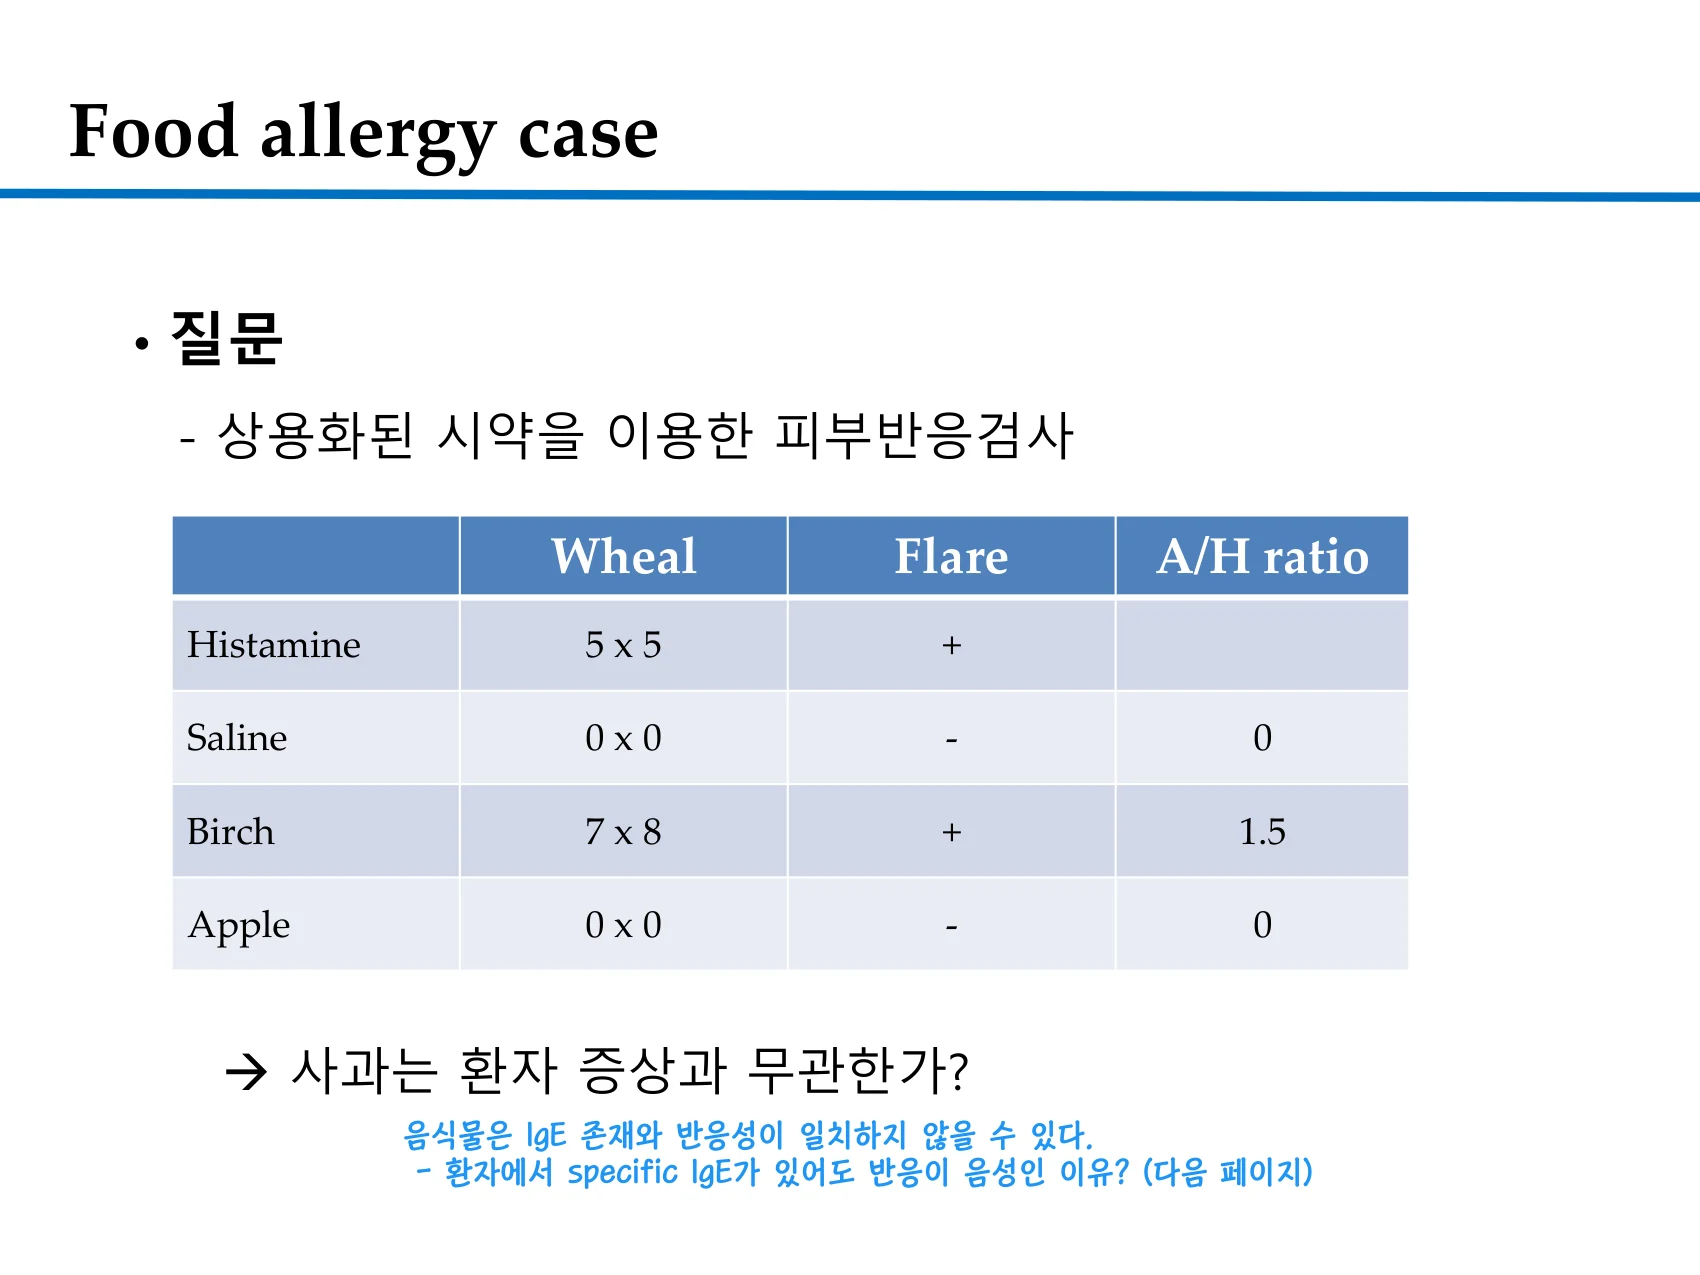 Food allergy case
• 질문
- 상용화된 시약을 이용한 피부반응검사
Wheal Flare A/H ratio
Histamine 5 x 5 +
Saline 0 x 0 - 0
Birch 7 x 8 + 1.5
Apple 0 x 0 - 0
→ 사과는 환자 증상과 무관한가?
음식물은 IgE 존재와 반응성이 일치하지 않을 수 있다.
- 환자에서 specific IgE가 있어도 반응이 음성인 이유? (다음 페이지)